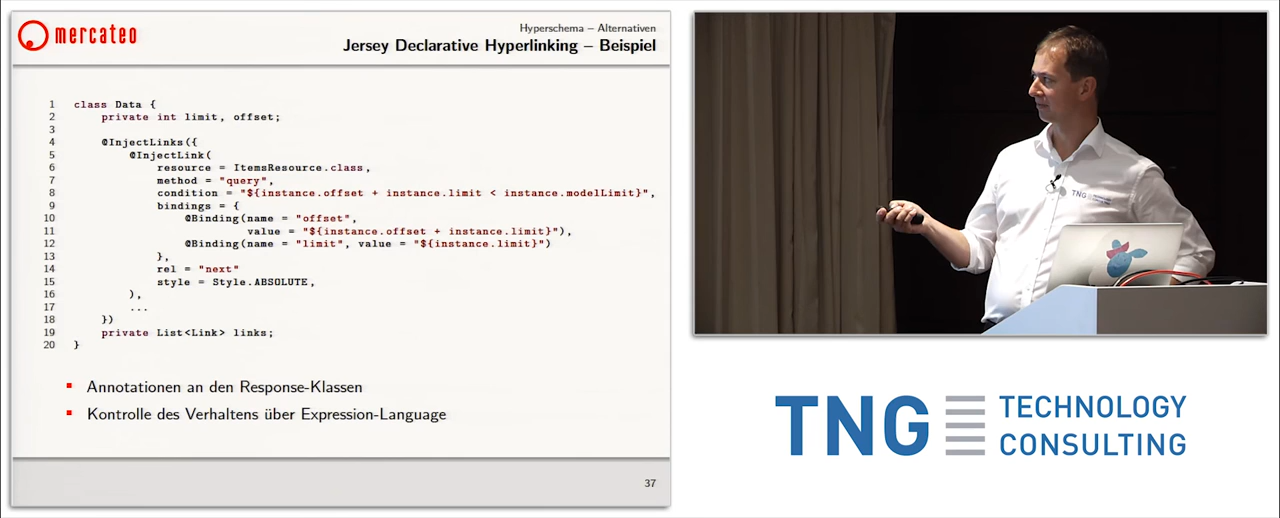 mercateo
Hyperschema – Alternativen
Jersey Declarative Hyperlinking – Beispiel
1 class Data {
2 private int limit, offset;
3
4 @InjectLinks({
5 @InjectLink(
6 resource = ItemsResource.class,
7 method = "query",
8 condition = "${instance.offset + instance.limit < instance.modelLimit}",
9 bindings = {
10 @Binding(name = "offset",
11 value = "${instance.offset + instance.limit}"),
12 @Binding(name = "limit", value = "${instance.limit}")
13 },
14 rel = "next"
15 style = Style.ABSOLUTE,
16 ),
17 ...
18 })
19 private List<Link> links;
20 }
Annotationen an den Response-Klassen
Kontrolle des Verhaltens über Expression-Language
37
TNG
TNG TECHNOLOGY
CONSULTING